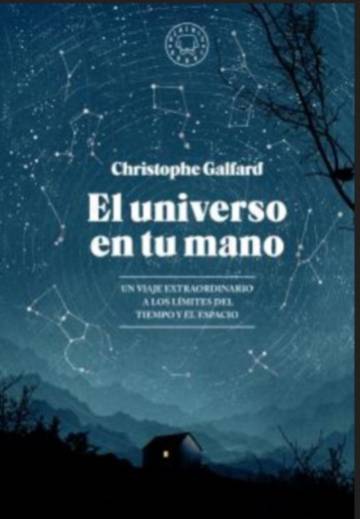 Christophe Galfard
El universo
en tu mano
UN VIAJE EXTRAORDINARIO
A LOS LÍMITES DEL
TIEMPO Y EL ESPACIO